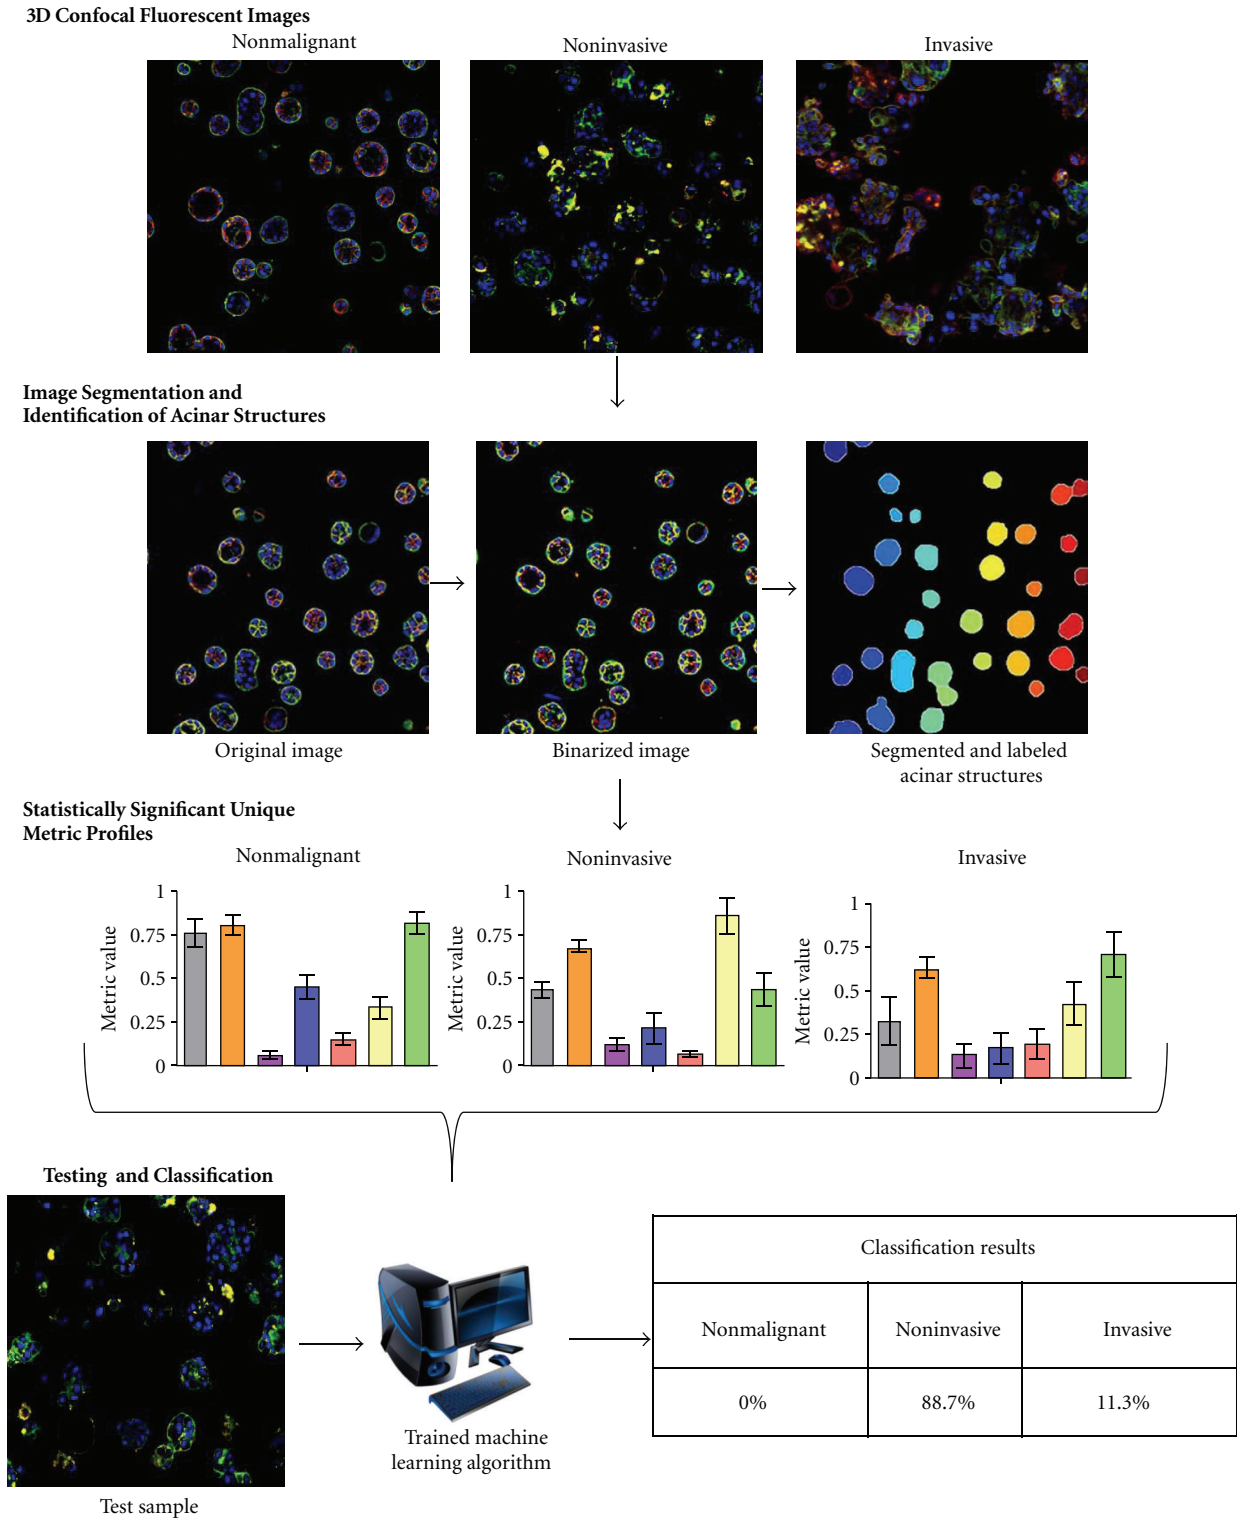 3D Confocal Fluorescent Images
Nonmalignant
Noninvasive
Invasive
Image Segmentation and
Identification of Acinar Structures
Original image
Binarized image
Segmented and labeled
acinar structures
Statistically Significant Unique
Metric Profiles
Nonmalignant
Noninvasive
Invasive
Metric value
1
0.75
0.5
0.25
0
Metric value
1
0.75
0.5
0.25
0
Metric value
1
0.75
0.5
0.25
0
Testing and Classification
Test sample
Trained machine
learning algorithm
Classification results
Nonmalignant Noninvasive Invasive
0% 88.7% 11.3%